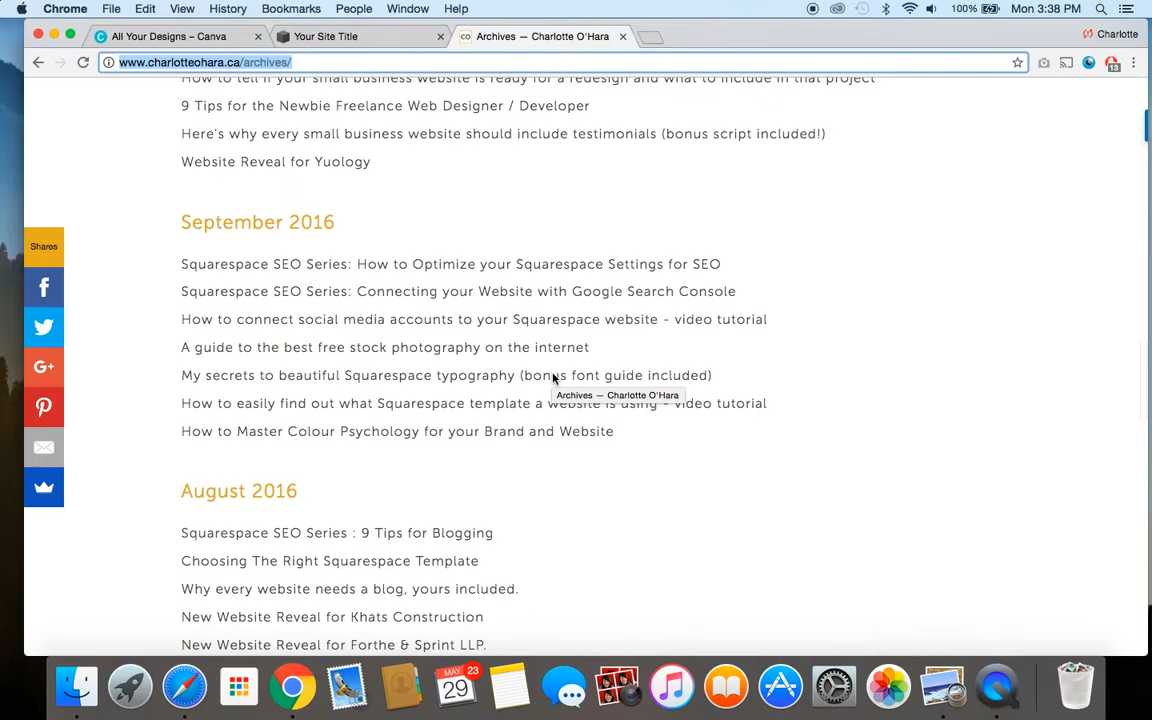 Chrome File Edit View History Bookmarks People Window Help 100% Mon 3:38 PM
All Your Designs – Canva × Your Site Title × Archives — Charlotte O'Hara × Charlotte
www.charlotteohara.ca/archives/ 13
How to tell if your small business website is ready for a redesign and what to include in that project
9 Tips for the Newbie Freelance Web Designer / Developer
Here's why every small business website should include testimonials (bonus script included!)
Website Reveal for Yuology
September 2016
Shares
Squarespace SEO Series: How to Optimize your Squarespace Settings for SEO
Squarespace SEO Series: Connecting your Website with Google Search Console
How to connect social media accounts to your Squarespace website - video tutorial
A guide to the best free stock photography on the internet
My secrets to beautiful Squarespace typography (bonus font guide included)
Archives — Charlotte O'Hara
How to easily find out what Squarespace template a website is using - video tutorial
How to Master Colour Psychology for your Brand and Website
August 2016
Squarespace SEO Series : 9 Tips for Blogging
Choosing The Right Squarespace Template
Why every website needs a blog, yours included.
New Website Reveal for Khats Construction
New Website Reveal for Forthe & Sprint LLP.
MAY 23
29